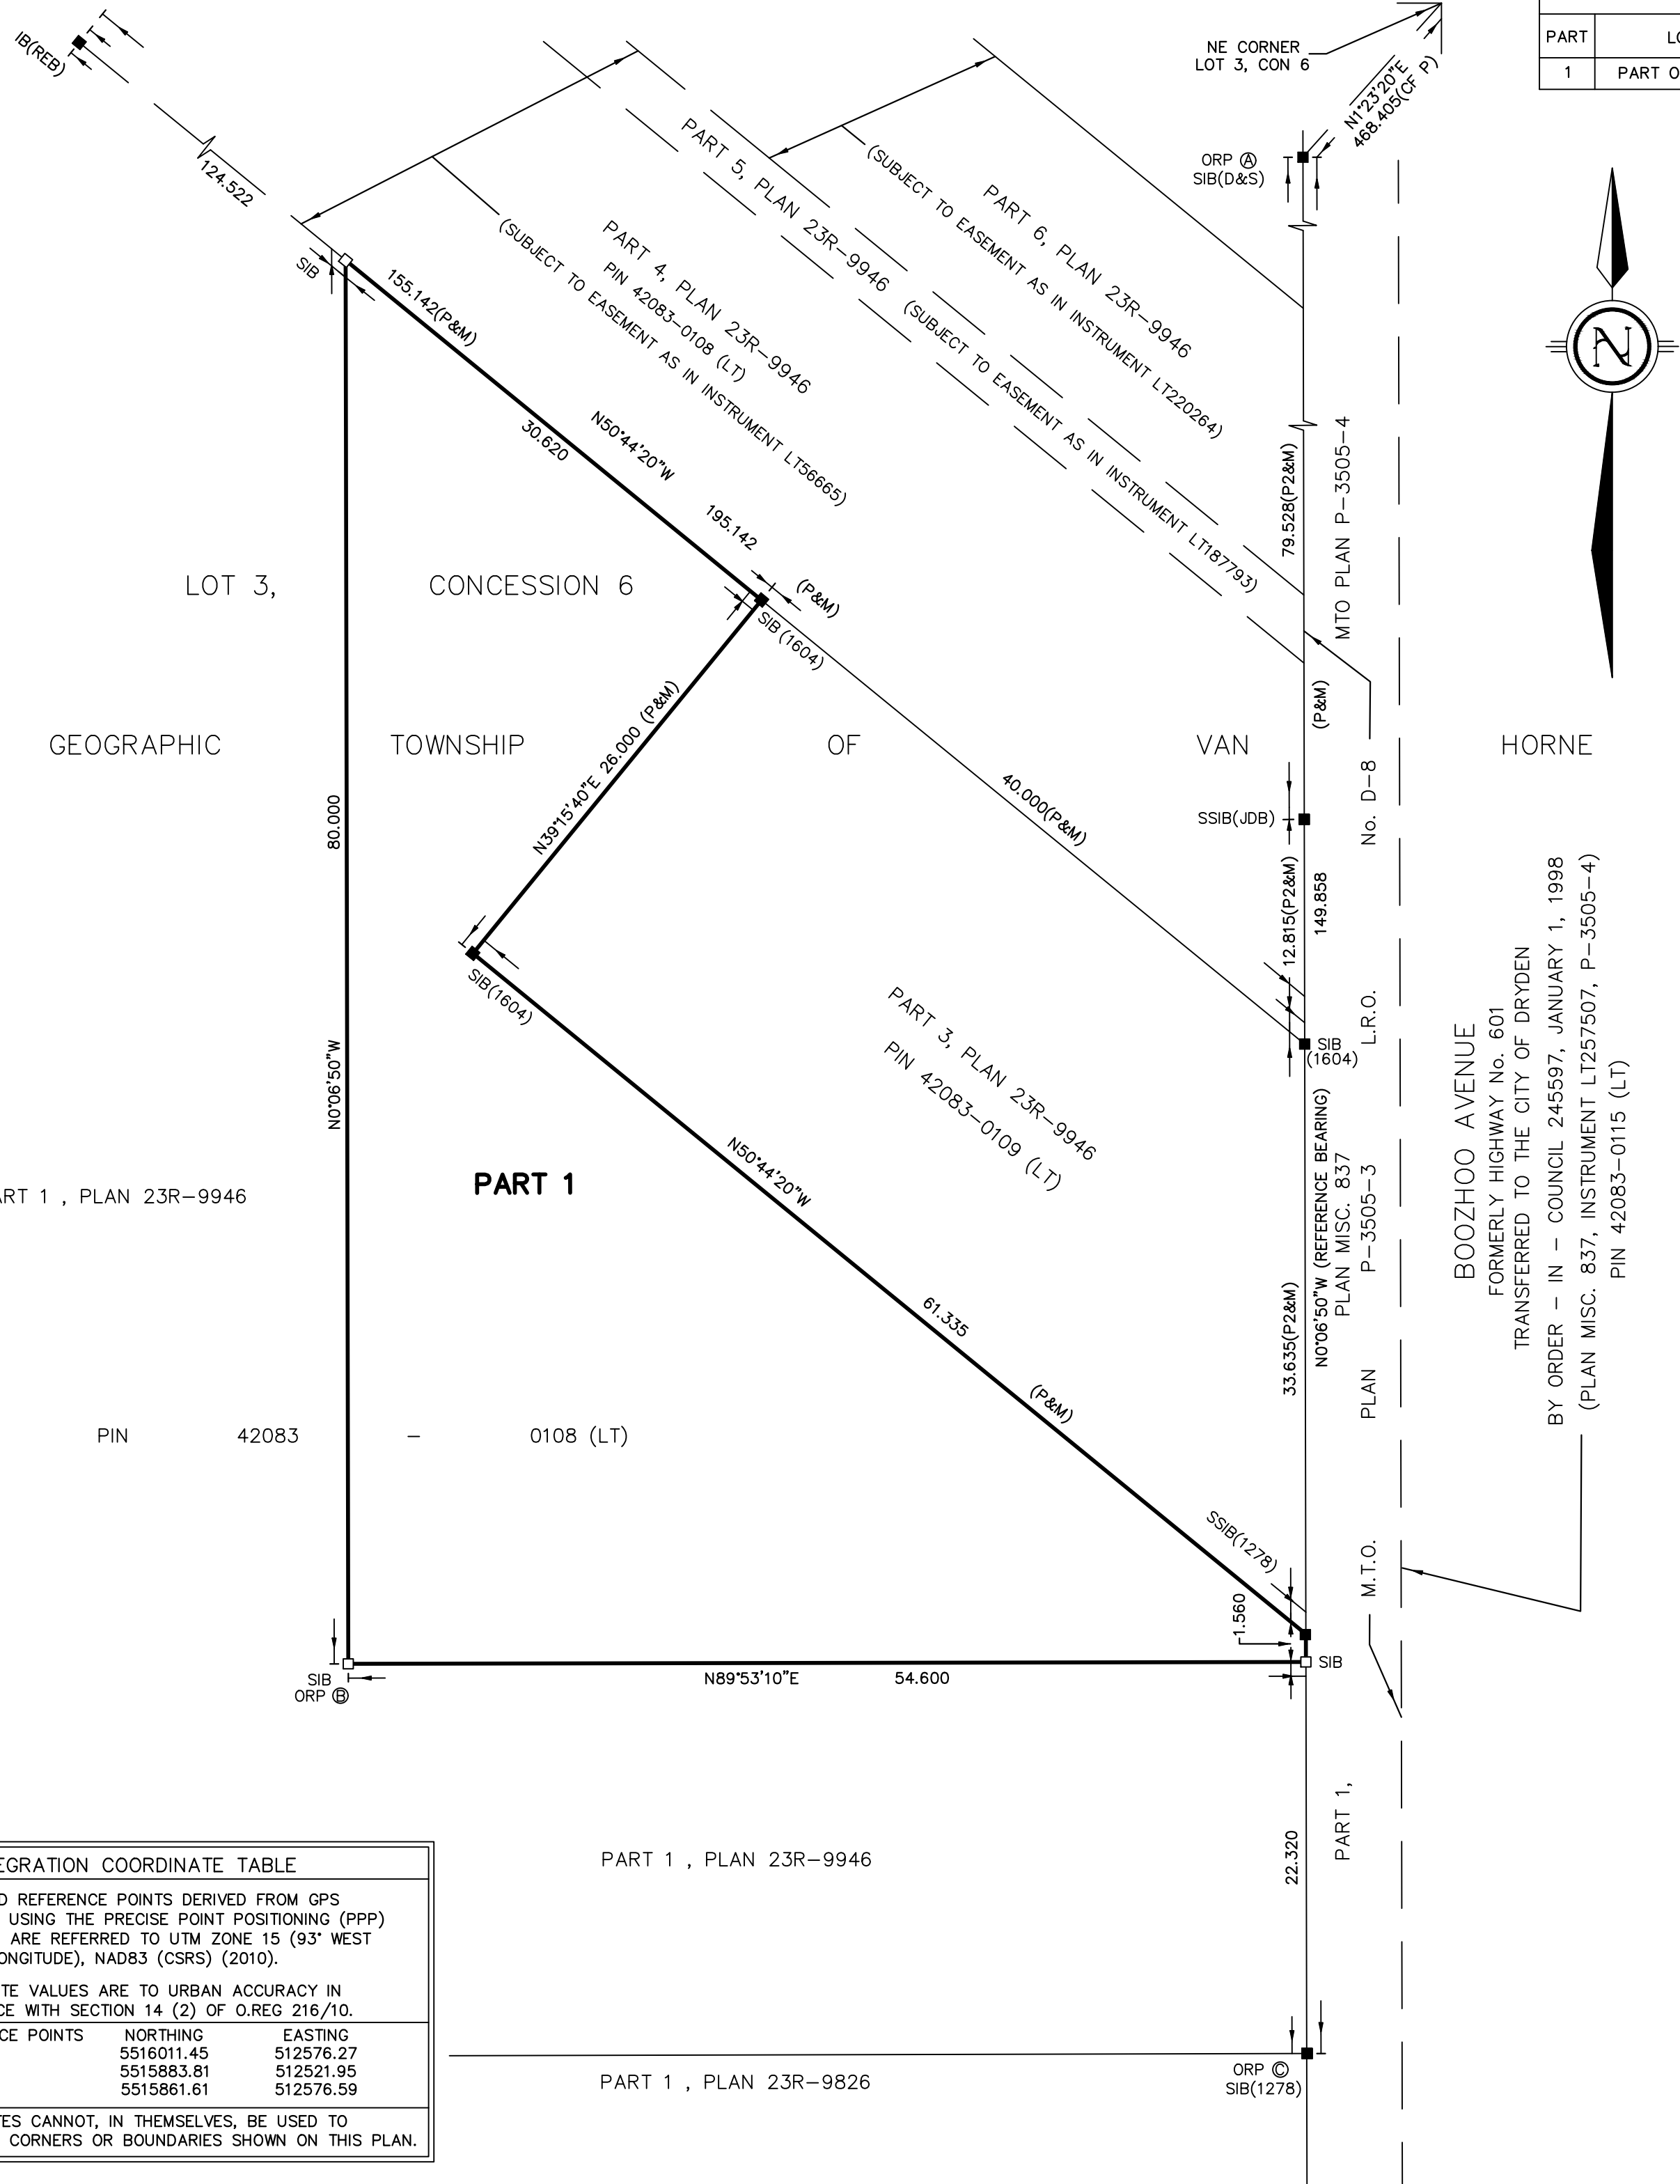 NE CORNER
LOT 3, CON 6
PART
1
PART
N1°23'20"E
468.405(CF P)
IB(REB)
124.522
ORP Ⓐ
SIB(D&S)
PART 5, PLAN 23R-9946 (SUBJECT TO EASEMENT AS IN INSTRUMENT LT187793)
PART 6, PLAN 23R-9946
(SUBJECT TO EASEMENT AS IN INSTRUMENT LT220264)
PART 4, PLAN 23R-9946
PIN 42083-0108 (LT)
(SUBJECT TO EASEMENT AS IN INSTRUMENT LT56665)
SIB
155.142(P&M)
N50°44'20"W
30.620
195.142
(P&M)
SIB (1604)
N
79.528(P2&M)
MTO PLAN P-3505-4
LOT 3, CONCESSION 6
GEOGRAPHIC TOWNSHIP OF VAN HORNE
(P&M)
N39°15'40"E 26.000 (P&M)
40.000(P&M)
80.000
N0°06'50"W
SSIB(JDB)
12.815(P2&M)
149.858
SIB(1604)
SIB
(1604)
PART 3, PLAN 23R-9946
PIN 42083-0109 (LT)
N0°06'50"W (REFERENCE BEARING)
PLAN MISC. 837
M.T.O. PLAN P-3505-3 L.R.O. No. D-8
BOOZHOO AVENUE
FORMERLY HIGHWAY No. 601
TRANSFERRED TO THE CITY OF DRYDEN
BY ORDER - IN - COUNCIL 245597, JANUARY 1, 1998
(PLAN MISC. 837, INSTRUMENT LT257507, P-3505-4)
PIN 42083-0115 (LT)
PART 1
N50°44'20"W
61.335
(P&M)
33.635(P2&M)
PART 1 , PLAN 23R-9946
PIN 42083 - 0108 (LT)
SSIB(1278)
1.560
SIB
SIB
ORP Ⓑ
N89°53'10"E 54.600
PART 1,
22.320
PART 1 , PLAN 23R-9946
COORDINATE TABLE
REFERENCE POINTS DERIVED FROM GPS
USING THE PRECISE POINT POSITIONING (PPP)
ARE REFERRED TO UTM ZONE 15 (93° WEST
NAD83 (CSRS) (2010).
VALUES ARE TO URBAN ACCURACY IN
WITH SECTION 14 (2) OF O.REG 216/10.
POINTS NORTHING EASTING
5516011.45 512576.27
5515883.81 512521.95
5515861.61 512576.59
CANNOT, IN THEMSELVES, BE USED TO
CORNERS OR BOUNDARIES SHOWN ON THIS PLAN.
ORP Ⓒ
SIB(1278)
PART 1 , PLAN 23R-9826